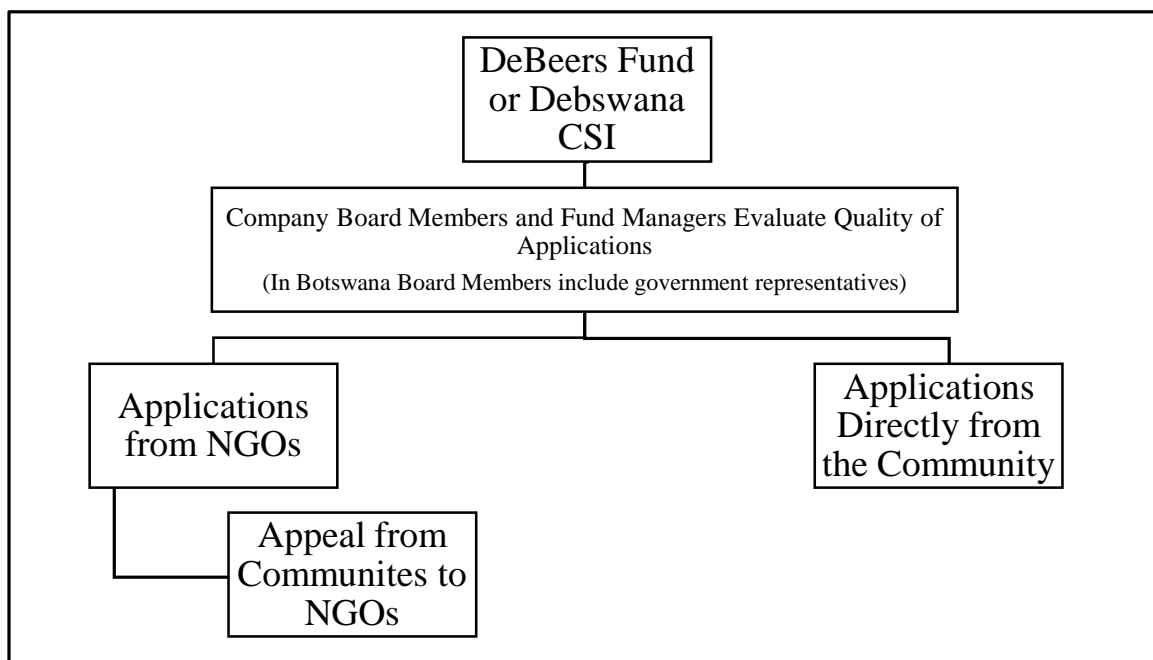 DeBeers Fund
or Debswana
CSI
Company Board Members and Fund Managers Evaluate Quality of
Applications
(In Botswana Board Members include government representatives)
Applications
from NGOs
Applications
Directly from
the Community
Appeal from
Communites to
NGOs